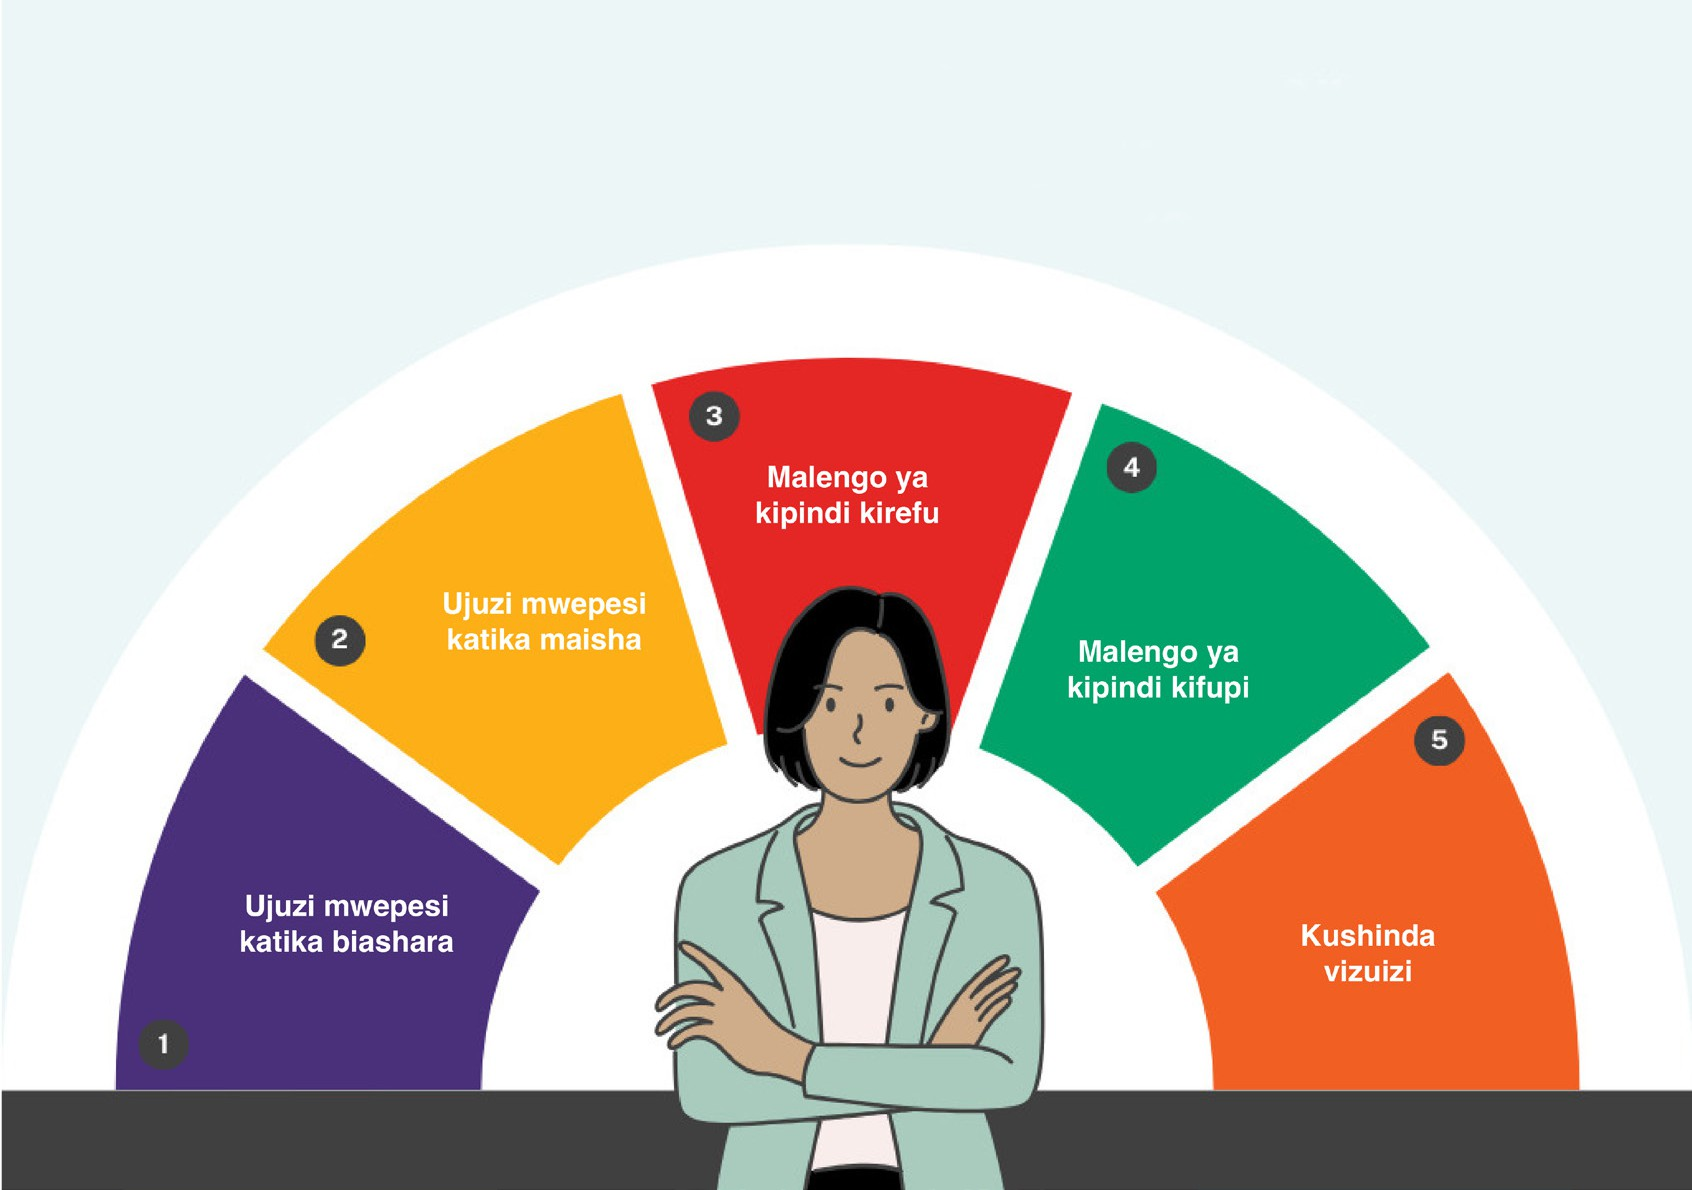 1
Ujuzi mwepesi
katika biashara
2
Ujuzi mwepesi
katika maisha
3
Malengo ya
kipindi kirefu
4
Malengo ya
kipindi kifupi
5
Kushinda
vizuizi